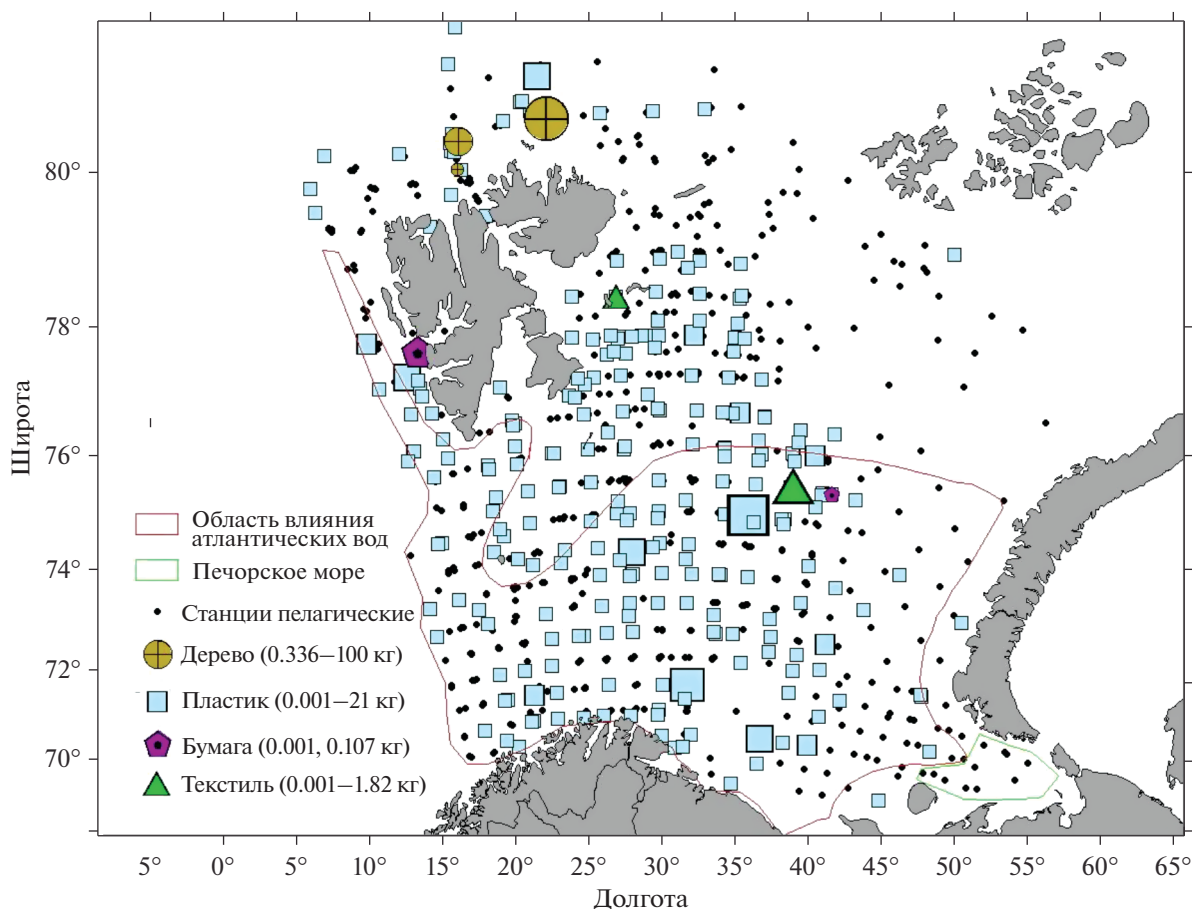 80°
78°
76°
74°
72°
70°
Широта
Область влияния
атлантических вод
Печорское море
Станции пелагические
Дерево (0.336–100 кг)
Пластик (0.001–21 кг)
Бумага (0.001, 0.107 кг)
Текстиль (0.001–1.82 кг)
5° 0° 5° 10° 15° 20° 25° 30° 35° 40° 45° 50° 55° 60° 65°
Долгота